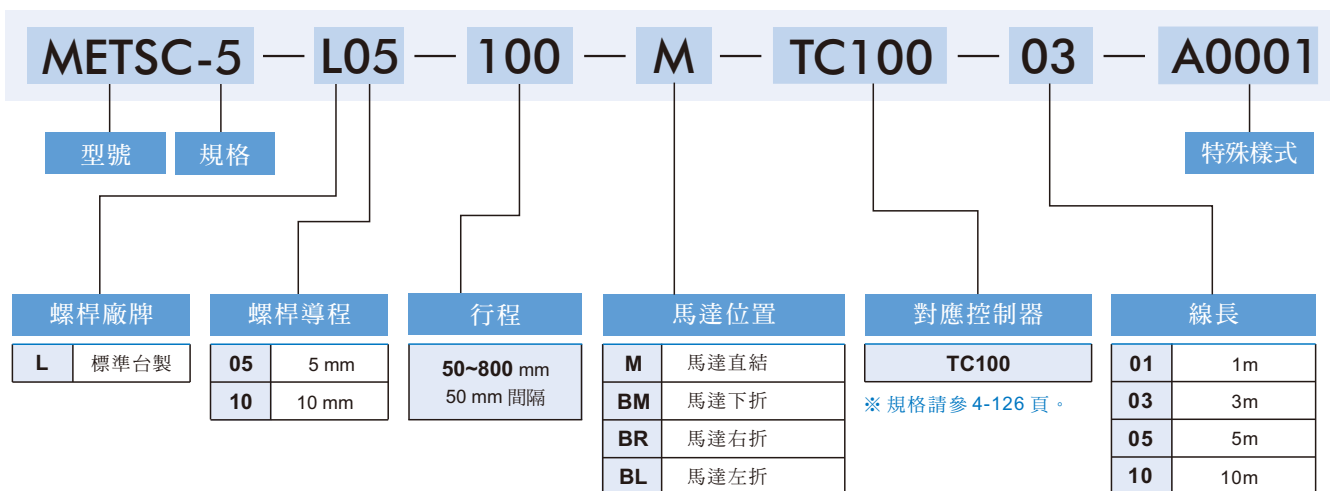 METSC-5 — L05 — 100 — M — TC100 — 03 — A0001
型號 規格 特殊樣式
螺桿廠牌
L 標準台製
螺桿導程
05 5 mm
10 10 mm
行程
50~800 mm
50 mm 間隔
馬達位置
M 馬達直結
BM 馬達下折
BR 馬達右折
BL 馬達左折
對應控制器
TC100
※ 規格請參 4-126 頁。
線長
01 1m
03 3m
05 5m
10 10m